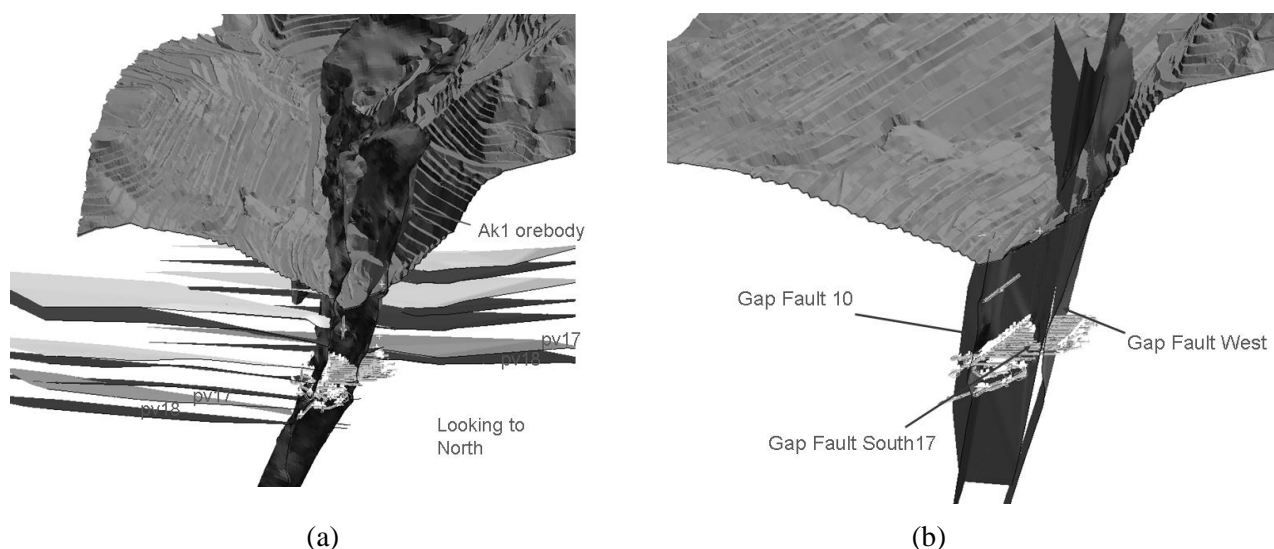 Ak1 orebody
pv17
pv18
pv17
pv18
Looking to
North
(a)
Gap Fault 10
Gap Fault West
Gap Fault South17
(b)